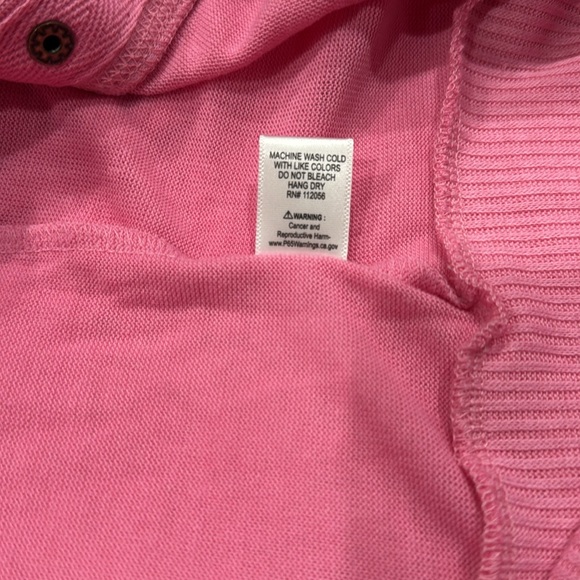 MACHINE WASH COLD
WITH LIKE COLORS
DO NOT BLEACH
HANG DRY
RN# 112056
⚠WARNING :
Cancer and
Reproductive Harm-
www.P65Warnings.ca.gov